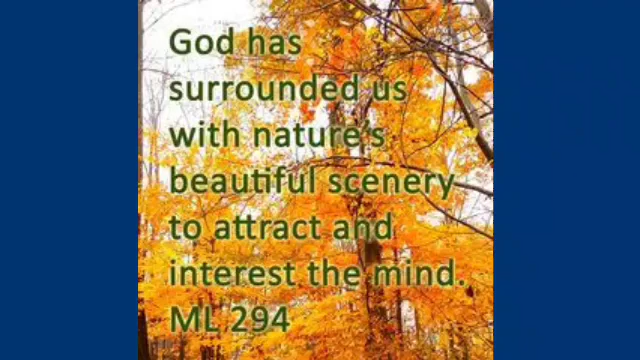 God has
surrounded us
with nature's
beautiful scenery
to attract and
interest the mind.
ML 294